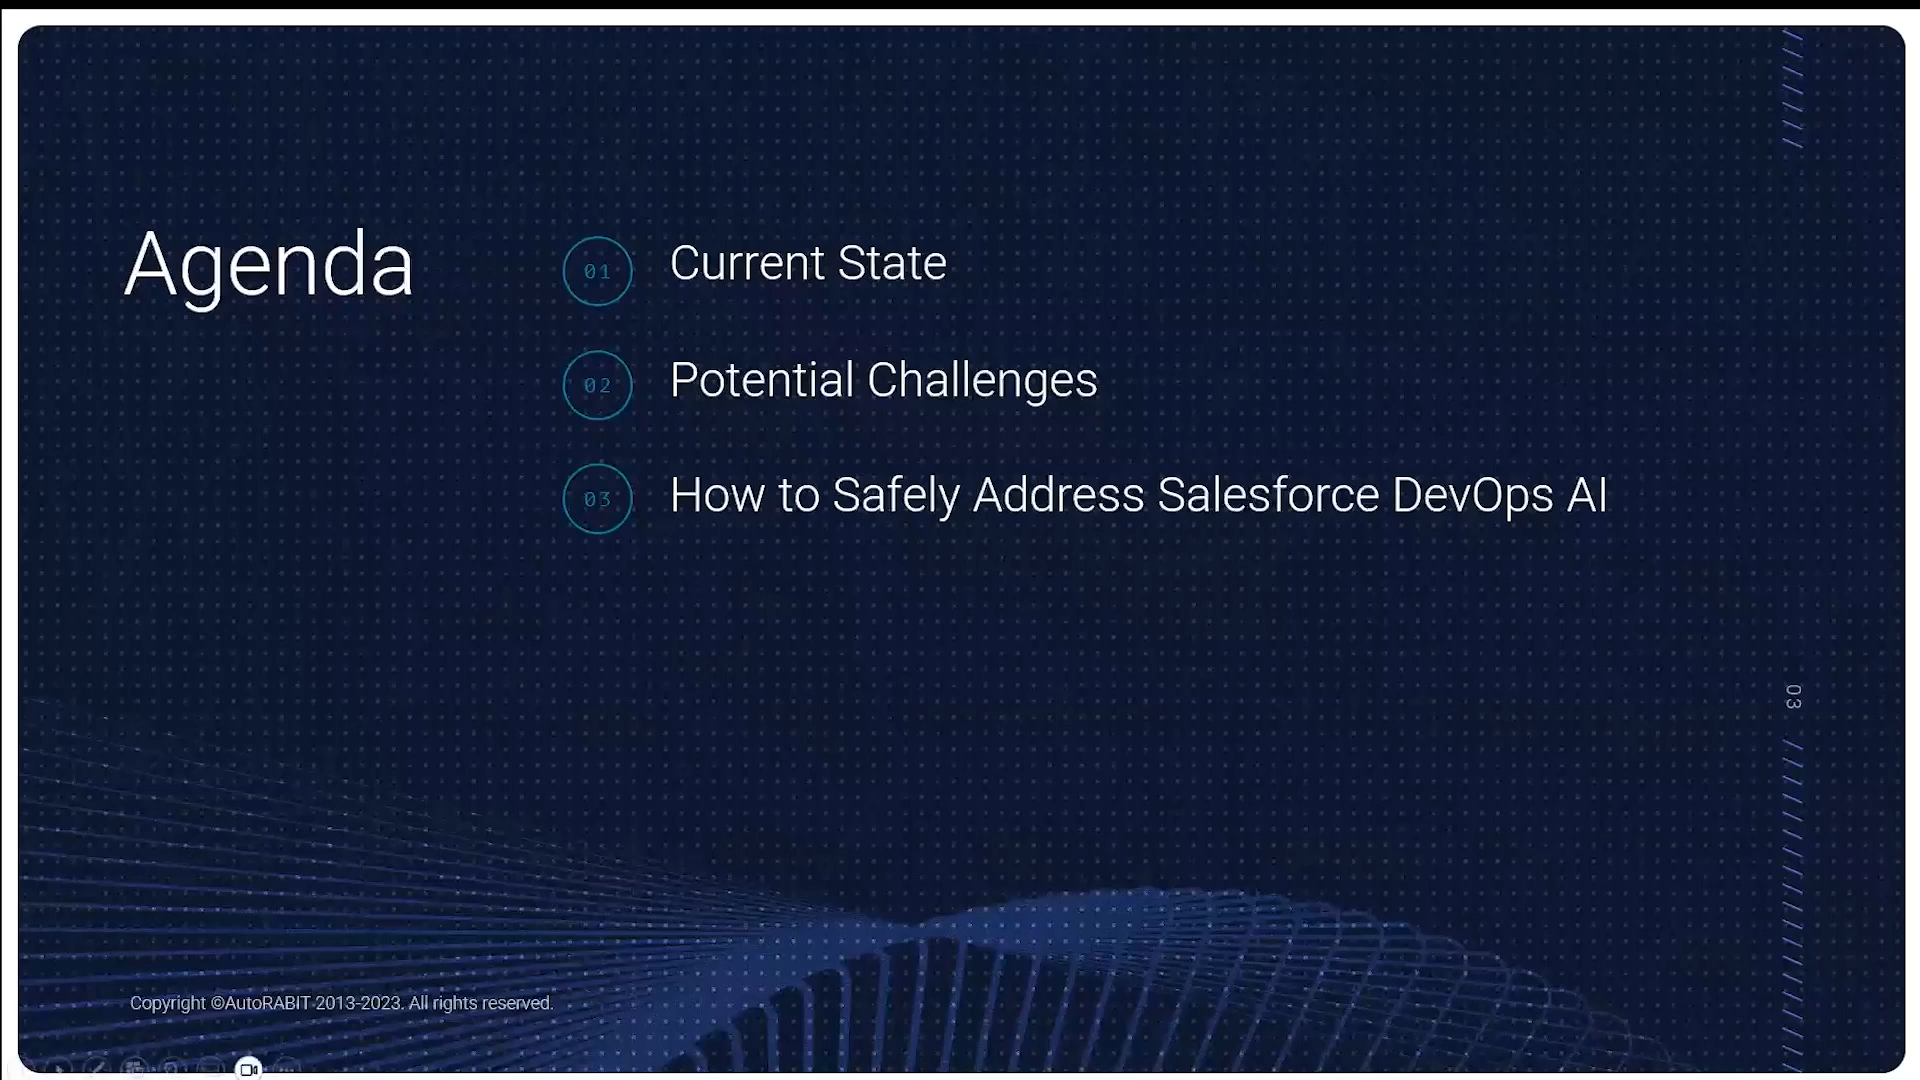 Agenda
01
Current State
02
Potential Challenges
03
How to Safely Address Salesforce DevOps AI
03
Copyright ©AutoRABIT 2013-2023. All rights reserved.